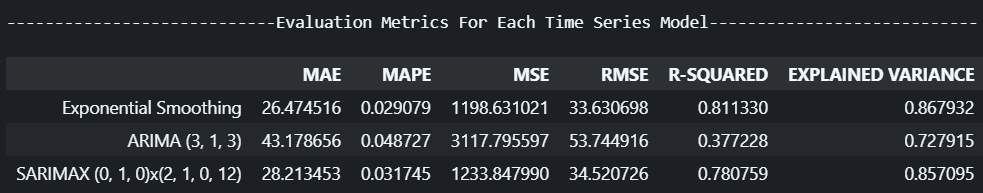 ----------------------------Evaluation Metrics For Each Time Series Model----------------------------
MAE MAPE MSE RMSE R-SQUARED EXPLAINED VARIANCE
Exponential Smoothing 26.474516 0.029079 1198.631021 33.630698 0.811330 0.867932
ARIMA (3, 1, 3) 43.178656 0.048727 3117.795597 53.744916 0.377228 0.727915
SARIMAX (0, 1, 0)x(2, 1, 0, 12) 28.213453 0.031745 1233.847990 34.520726 0.780759 0.857095